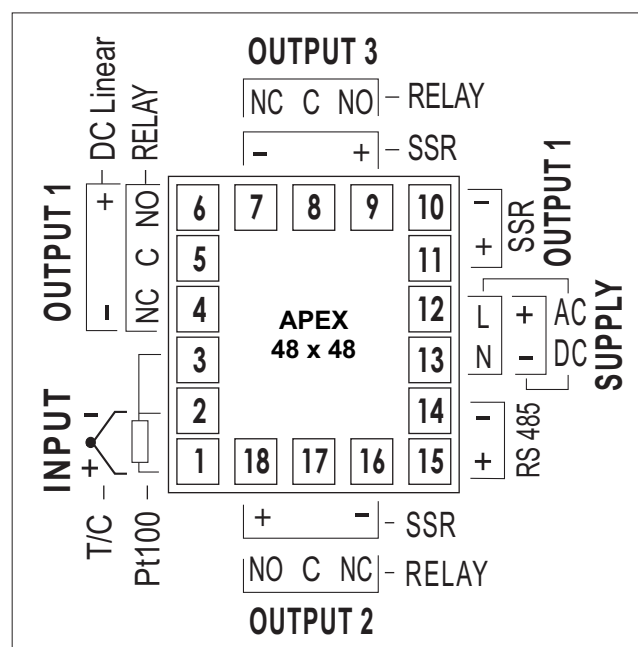 OUTPUT 3
NC C NO – RELAY
- + – SSR
OUTPUT 1
+ - – DC Linear
NC C NO – RELAY
6 7 8 9 10
5 11
4 12
3 13
2 14
1 18 17 16 15
APEX
48 x 48
- +
SSR
OUTPUT 1
L N
+ -
AC
DC
SUPPLY
- +
RS 485
INPUT
- +
T/C –
Pt100 –
+ - – SSR
NO C NC – RELAY
OUTPUT 2